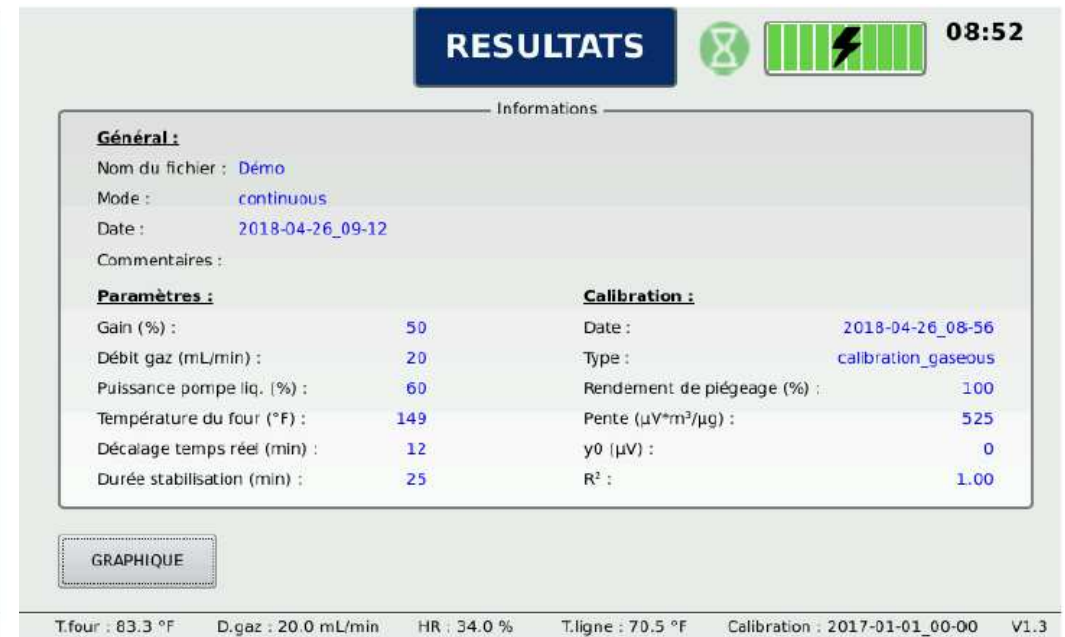 RESULTATS
08:52
Informations
Général :
Nom du fichier : Démo
Mode : continuous
Date : 2018-04-26_09-12
Commentaires :
Paramètres :
Gain (%) : 50
Débit gaz (mL/min) : 20
Puissance pompe liq. (%) : 60
Température du four (°F) : 149
Décalage temps réel (min) : 12
Durée stabilisation (min) : 25
Calibration :
Date : 2018-04-26_08-56
Type : calibration_gaseous
Rendement de piégeage (%) : 100
Pente (µV*m³/µg) : 525
y0 (µV) : 0
R² : 1.00
GRAPHIQUE
T.four : 83.3 °F D.gaz : 20.0 mL/min HR : 34.0 % T.ligne : 70.5 °F Calibration : 2017-01-01_00-00 V1.3